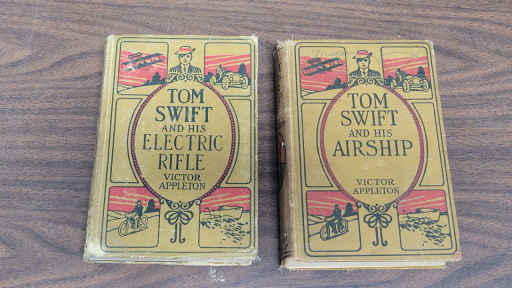 TOM
SWIFT
AND HIS
ELECTRIC
RIFLE
VICTOR
APPLETON
TOM
SWIFT
AND HIS
AIRSHIP
VICTOR
APPLETON